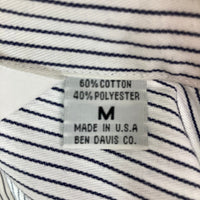 60% COTTON
40% POLYESTER
M
MADE IN U.S.A
BEN DAVIS CO.